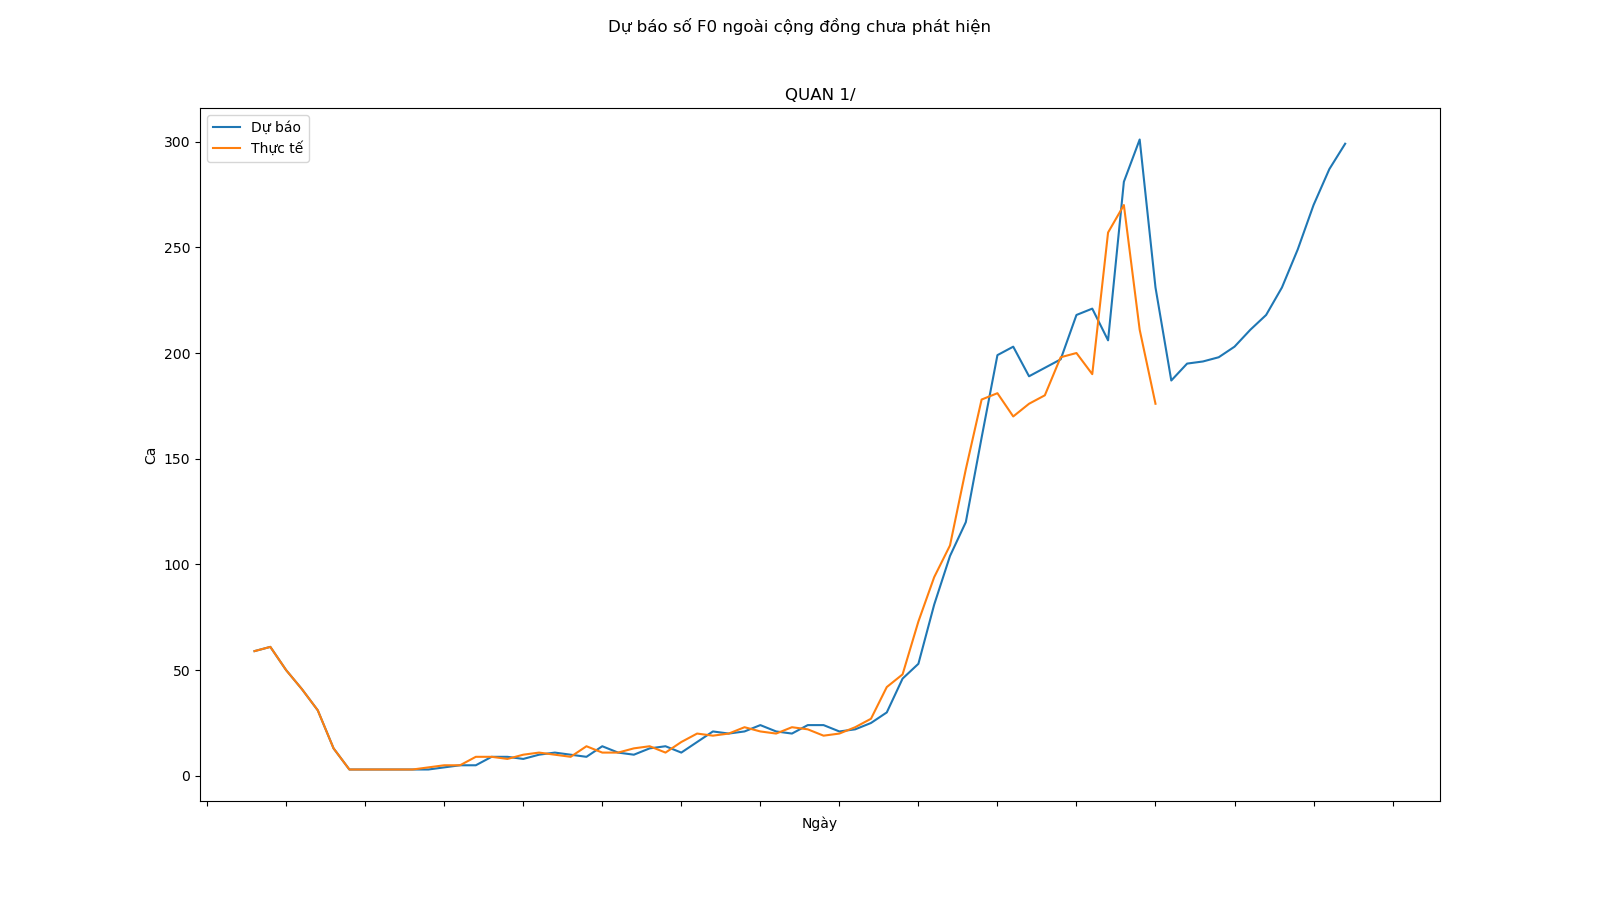 Dự báo số F0 ngoài cộng đồng chưa phát hiện
QUAN 1/
Dự báo
Thực tế
300
250
200
150
100
50
0
Ca
Ngày